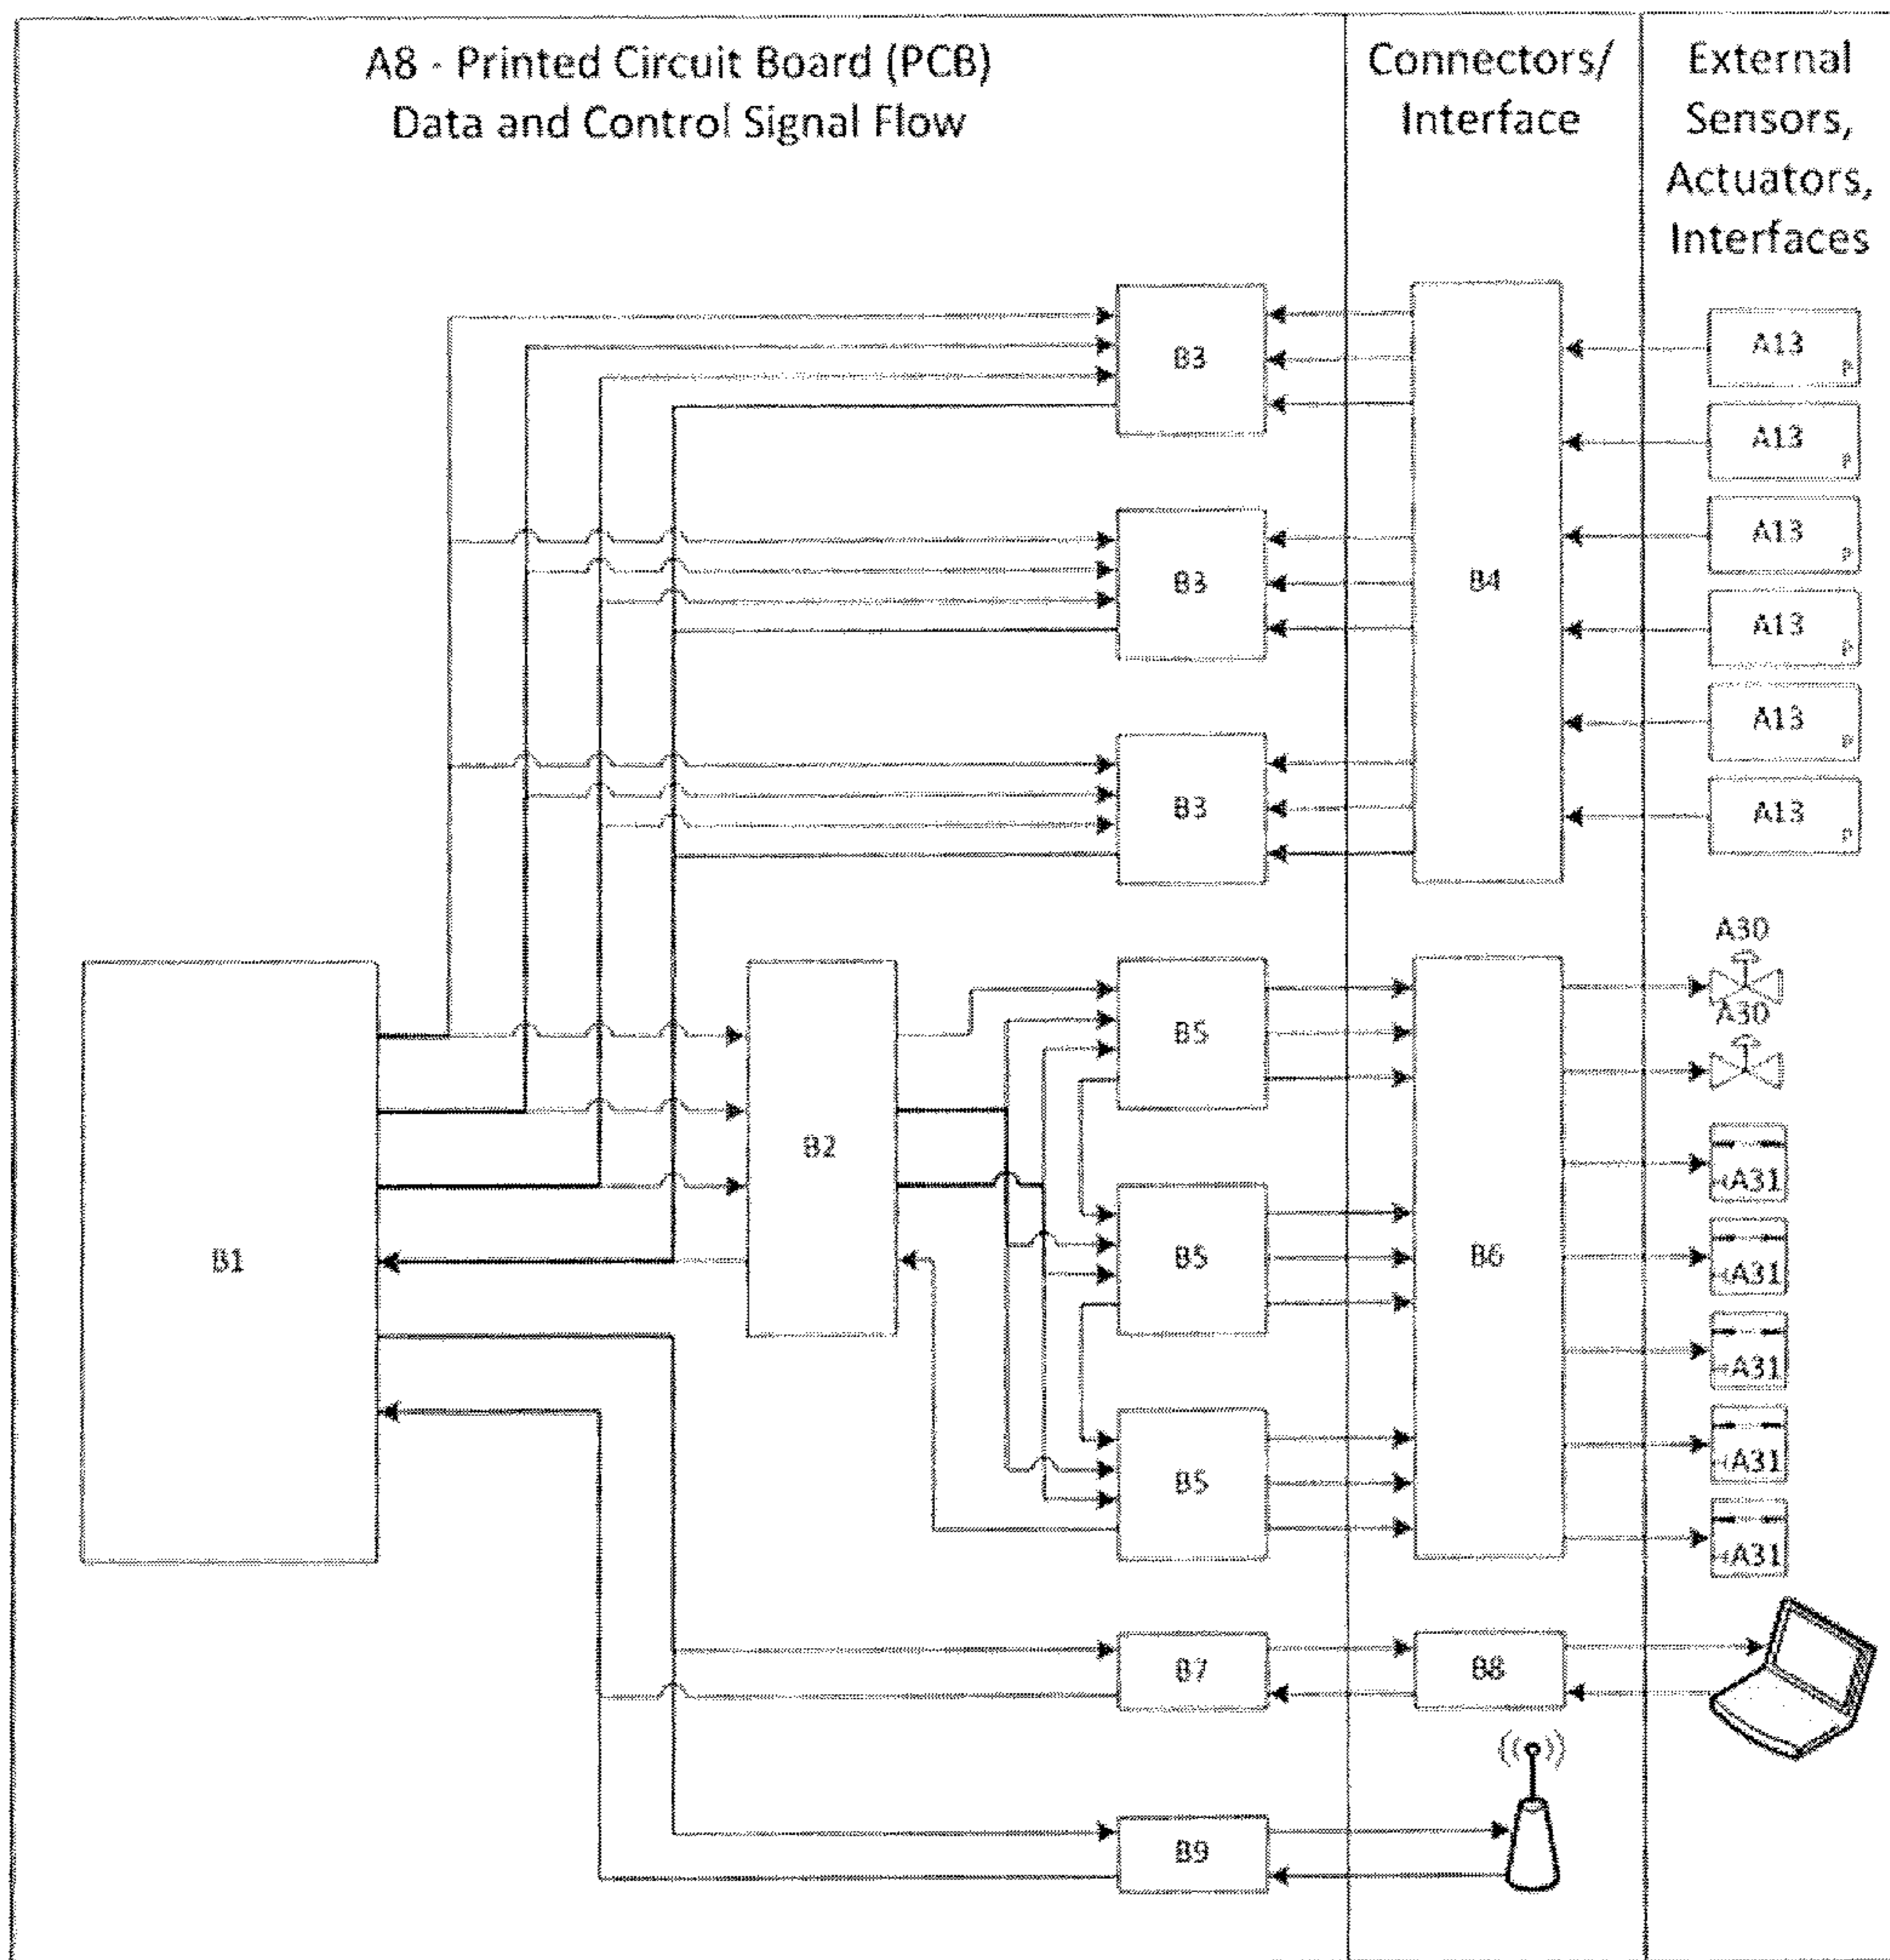 A8 - Printed Circuit Board (PCB)
Data and Control Signal Flow
Connectors/
Interface
External
Sensors,
Actuators,
Interfaces
B3
B3
B3
B4
A13
P
A13
P
A13
P
A13
P
A13
P
A13
P
B1
B2
B5
B5
B5
B6
A30
A30
A31
A31
A31
A31
A31
B7
B8
B9